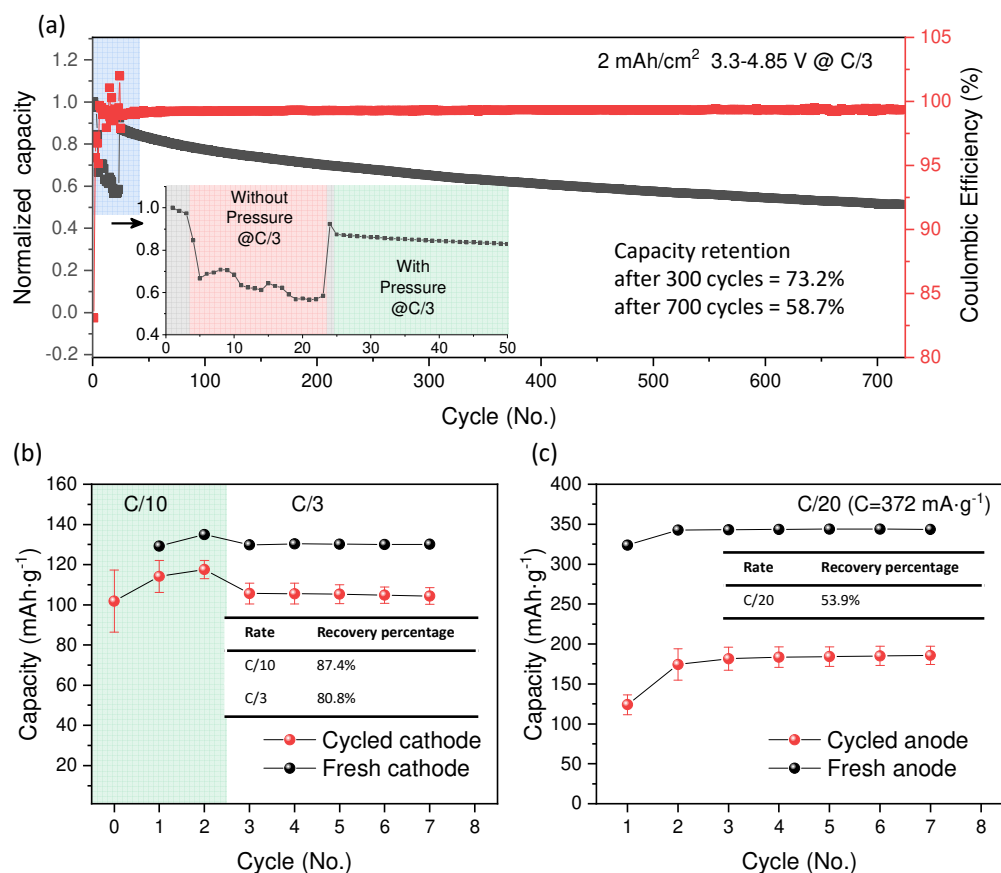 (a)
2 mAh/cm² 3.3-4.85 V @ C/3
Normalized capacity
1.2
1.0
0.8
0.6
0.4
0.2
0.0
-0.2
Coulombic Efficiency (%)
105
100
95
90
85
80
1.0
0.8
0.6
0.4
0 10 20 30 40 50
Without
Pressure
@C/3
With
Pressure
@C/3
Capacity retention
after 300 cycles = 73.2%
after 700 cycles = 58.7%
0 100 200 300 400 500 600 700
Cycle (No.)
(b)
C/10 C/3
Capacity (mAh·g⁻¹)
160
140
120
100
80
60
40
20
Rate Recovery percentage
C/10 87.4%
C/3 80.8%
Cycled cathode
Fresh cathode
0 1 2 3 4 5 6 7 8
Cycle (No.)
(c)
C/20 (C=372 mA·g⁻¹)
Capacity (mAh·g⁻¹)
400
350
300
250
200
150
100
50
0
Rate Recovery percentage
C/20 53.9%
Cycled anode
Fresh anode
1 2 3 4 5 6 7 8
Cycle (No.)